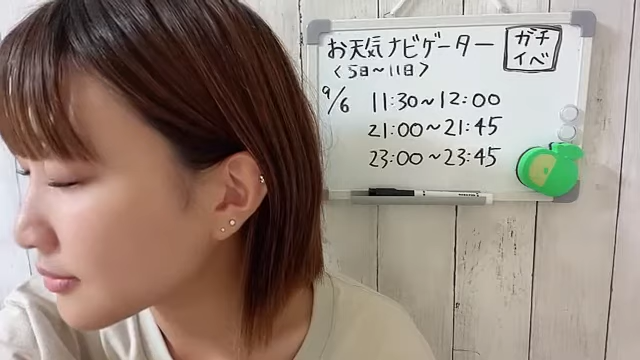 お天気ナビゲーター
ガチ
イベ
<5日~11日>
9/6 11:30~12:00
21:00~21:45
23:00~23:45